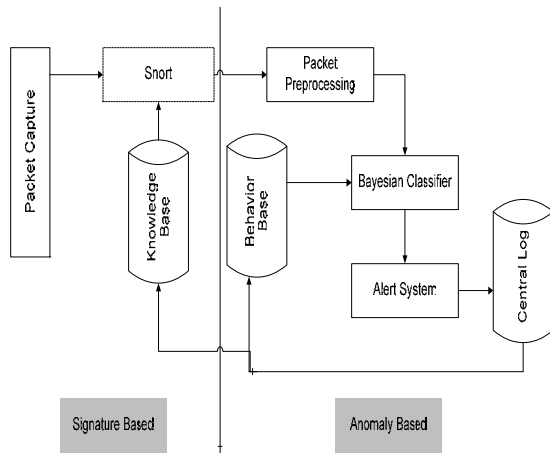 Packet Capture
Snort
Packet
Preprocessing
Knowledge
Base
Behavior
Base
Bayesian Classifier
Alert System
Central Log
Signature Based
Anomaly Based